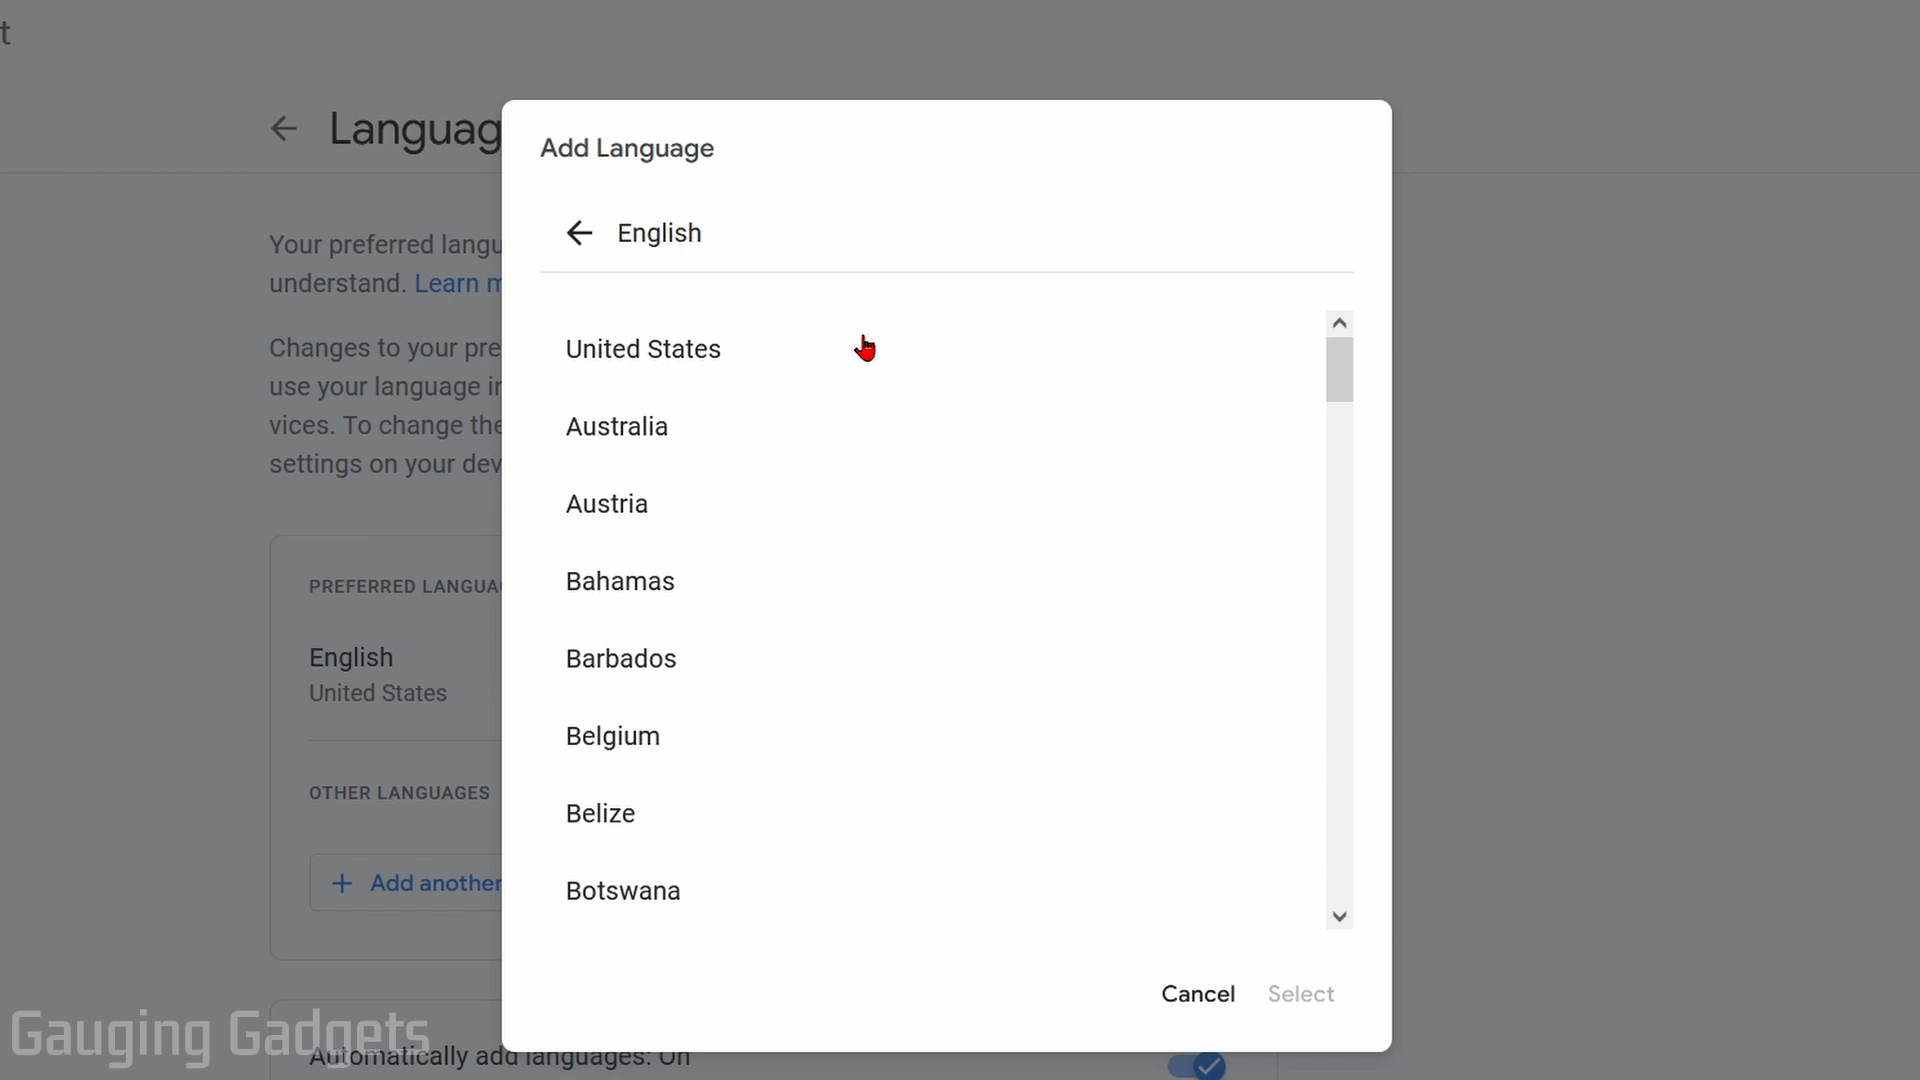 t
Languag
Add Language
English
Your preferred langu
understand. Learn m
Changes to your pre
use your language in
vices. To change the
settings on your dev
United States
Australia
Austria
Bahamas
Barbados
Belgium
Belize
Botswana
PREFERRED LANGUA
English
United States
OTHER LANGUAGES
+ Add another
Cancel Select
Automatically add languages: On
Gauging Gadgets